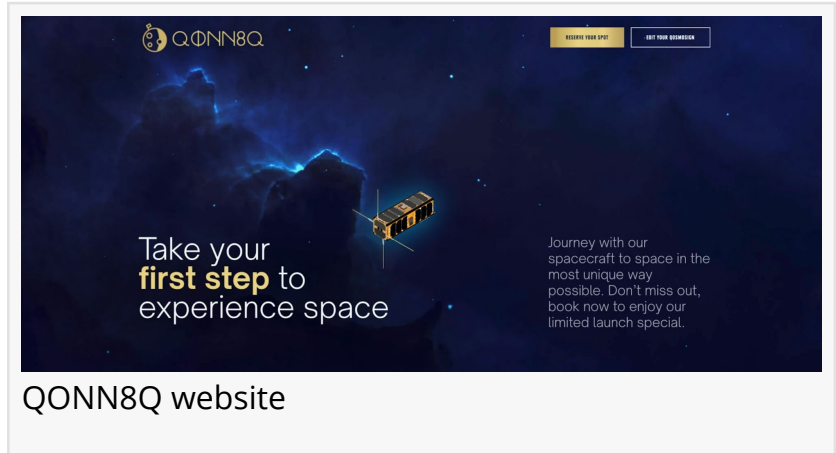 QONN8Q
RESERVE YOUR SPOT
EDIT YOUR QOSMOSIGN
Take your
first step to
experience space
Journey with our
spacecraft to space in the
most unique way
possible. Don’t miss out,
book now to enjoy our
limited launch special.
QONN8Q website